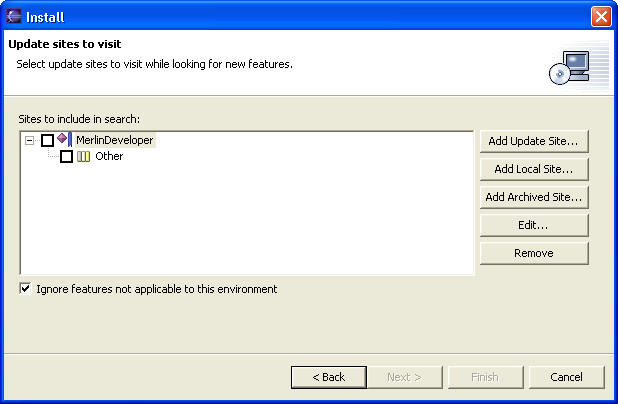 Install
Update sites to visit
Select update sites to visit while looking for new features.
Sites to include in search:
MerlinDeveloper
Other
Add Update Site...
Add Local Site...
Add Archived Site...
Edit...
Remove
Ignore features not applicable to this environment
< Back
Next >
Finish
Cancel